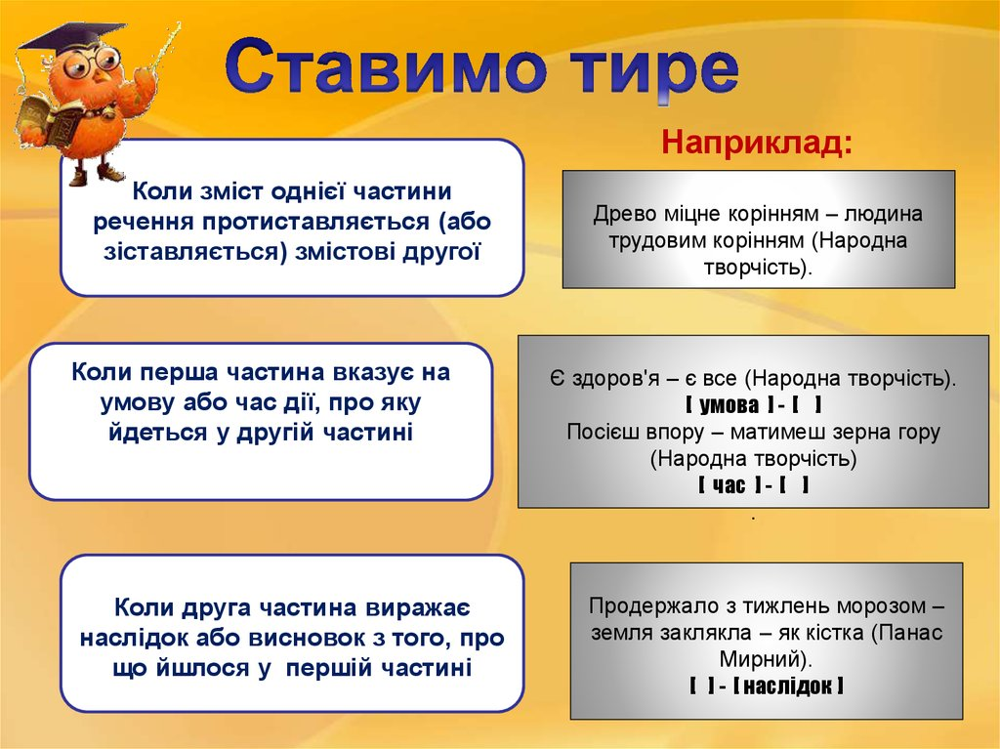 Ставимо тире
Наприклад:
Коли зміст однієї частини
речення протиставляється (або
зіставляється) змістові другої
Древо міцне корінням – людина
трудовим корінням (Народна
творчість).
Коли перша частина вказує на
умову або час дії, про яку
йдеться у другій частині
Є здоров'я – є все (Народна творчість).
[ умова ] - [ ]
Посієш впору – матимеш зерна гору
(Народна творчість)
[ час ] - [ ]
.
Коли друга частина виражає
наслідок або висновок з того, про
що йшлося у першій частині
Продержало з тижлень морозом –
земля заклякла – як кістка (Панас
Мирний).
[ ] - [ наслідок ]